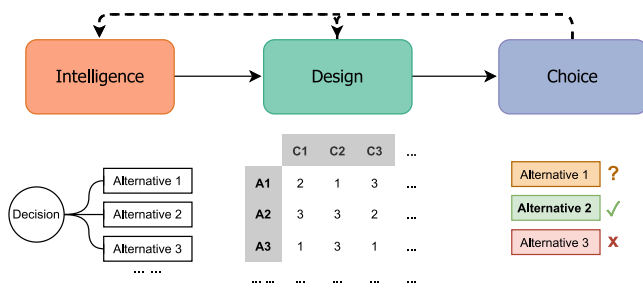 Intelligence Design Choice
C1 C2 C3 ...
Alternative 1
Decision
Alternative 2
Alternative 3
... ...
A1 2 1 3 ...
A2 3 3 2 ...
A3 1 3 1 ...
... ... ... ... ... ...
Alternative 1 ?
Alternative 2 ✓
Alternative 3 x